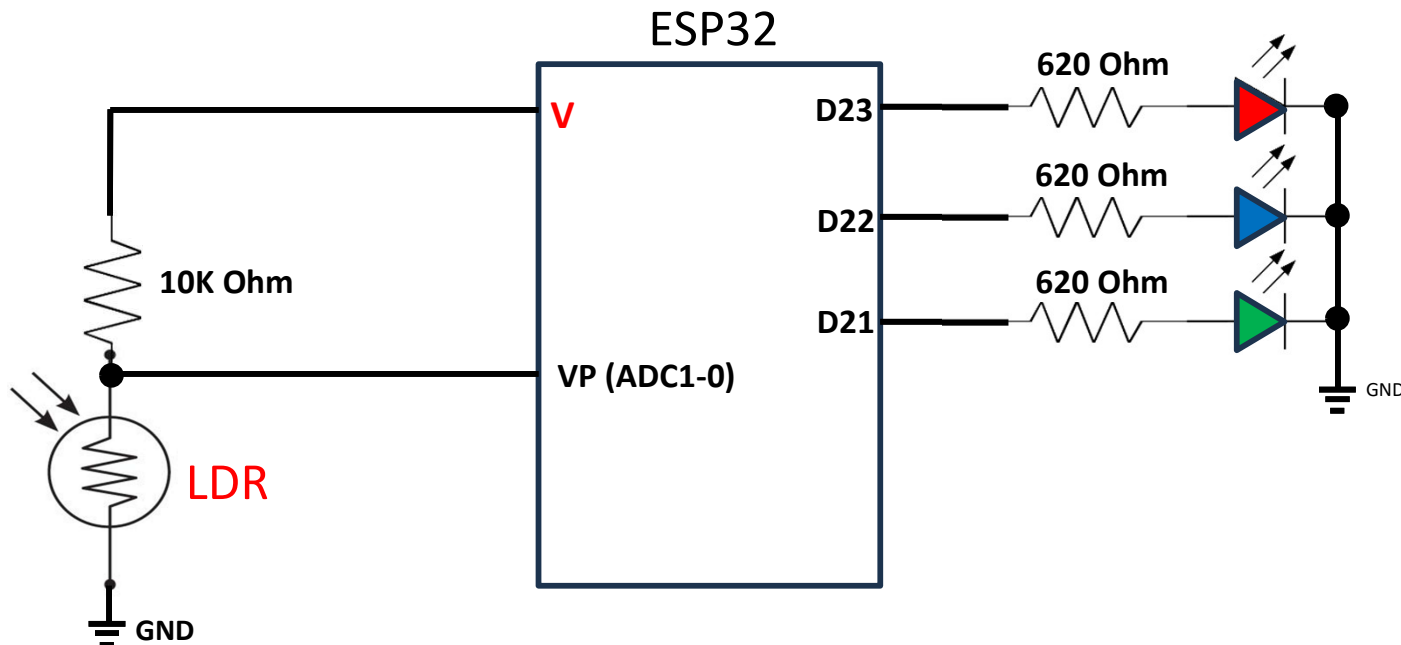 ESP32
V
D23
620 Ohm
620 Ohm
D22
10K Ohm
620 Ohm
D21
VP (ADC1-0)
GND
LDR
GND